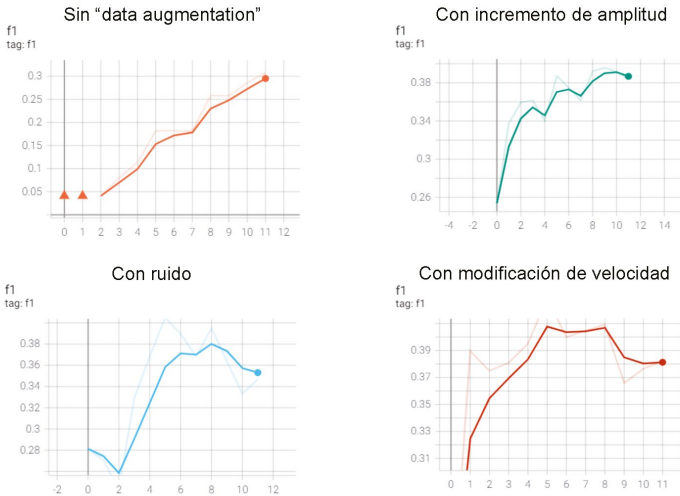 Sin “data augmentation”
f1
tag: f1
0.3
0.25
0.2
0.15
0.1
0.05
0 1 2 3 4 5 6 7 8 9 10 11 12
Con incremento de amplitud
f1
tag: f1
0.38
0.34
0.3
0.26
-4 -2 0 2 4 6 8 10 12 14
Con ruido
f1
tag: f1
0.38
0.36
0.34
0.32
0.3
0.28
-2 0 2 4 6 8 10 12
Con modificación de velocidad
f1
tag: f1
0.39
0.37
0.35
0.33
0.31
0 1 2 3 4 5 6 7 8 9 10 11